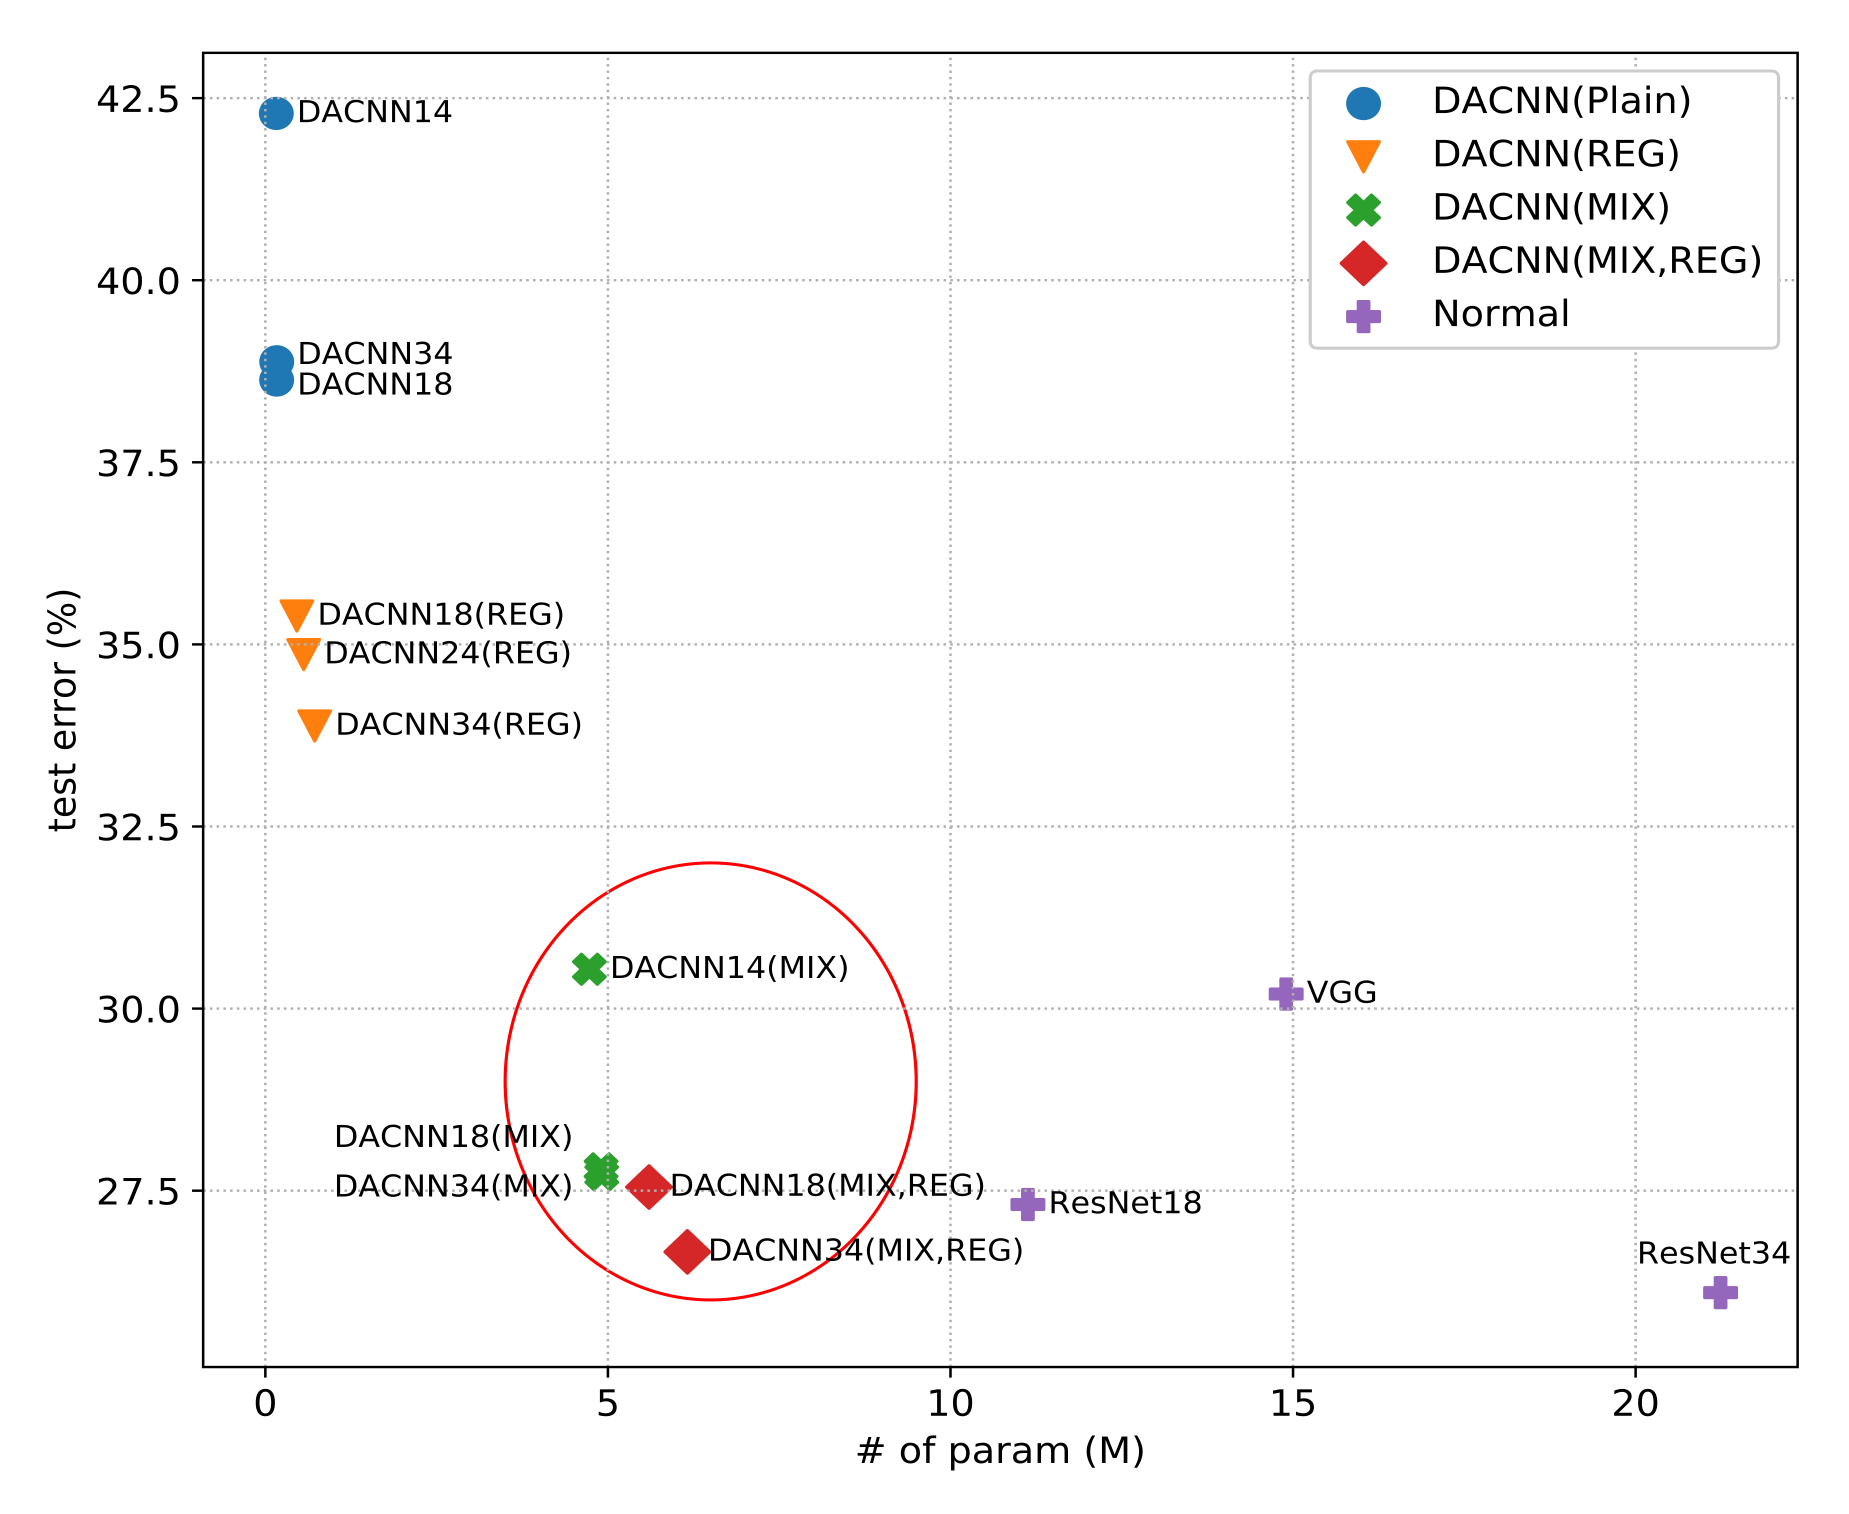 42.5
40.0
37.5
35.0
32.5
30.0
27.5
test error (%)
DACNN14
DACNN34
DACNN18
DACNN18(REG)
DACNN24(REG)
DACNN34(REG)
DACNN14(MIX)
VGG
DACNN18(MIX)
DACNN34(MIX)
DACNN18(MIX,REG)
DACNN34(MIX,REG)
ResNet18
ResNet34
DACNN(Plain)
DACNN(REG)
DACNN(MIX)
DACNN(MIX,REG)
Normal
0 5 10 15 20
# of param (M)